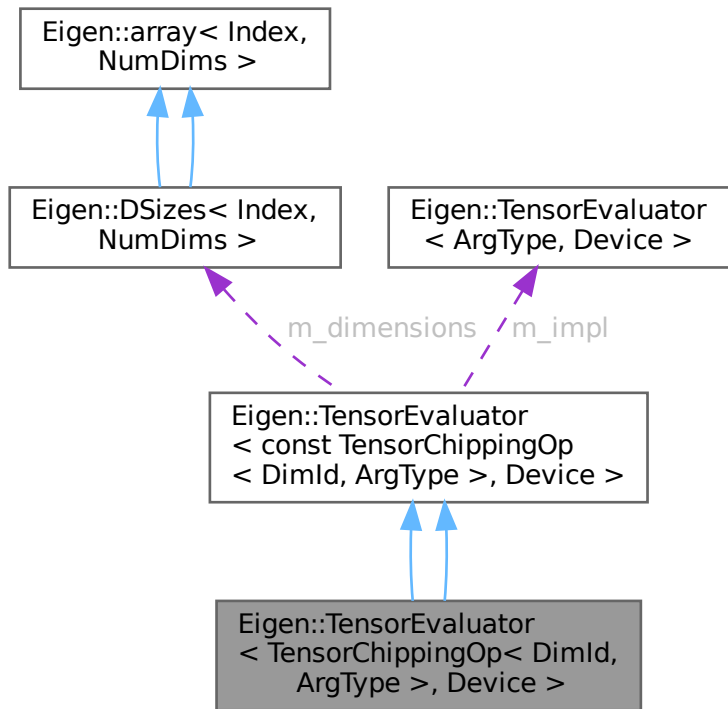 Eigen::array< Index,
NumDims >
Eigen::DSizes< Index,
NumDims >
Eigen::TensorEvaluator
< ArgType, Device >
m_dimensions
m_impl
Eigen::TensorEvaluator
< const TensorChippingOp
< DimId, ArgType >, Device >
Eigen::TensorEvaluator
< TensorChippingOp< DimId,
ArgType >, Device >